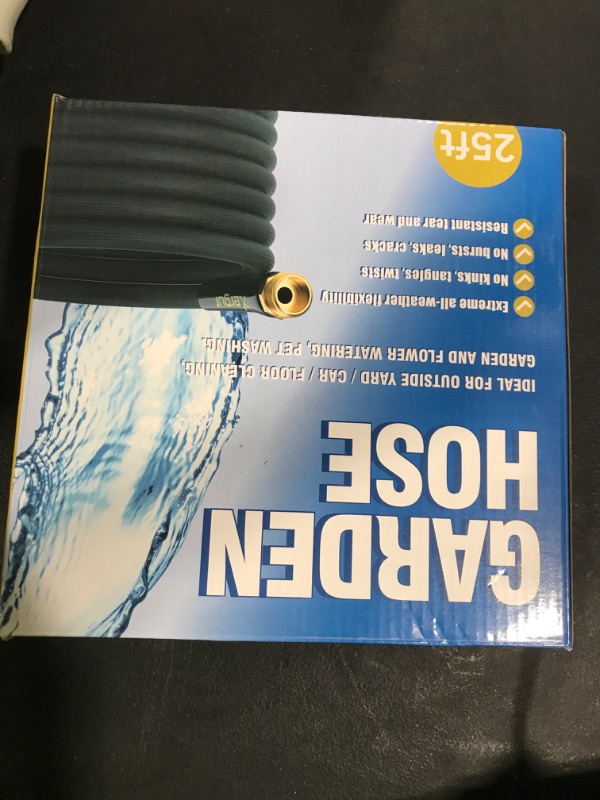 GARDEN
HOSE
IDEAL FOR OUTSIDE YARD / CAR / FLOOR CLEANING,
GARDEN AND FLOWER WATERING, PET WASHING.
Extreme all-weather flexibility
No kinks, tangles, twists
No bursts, leaks, cracks
Resistant tear and wear
25ft